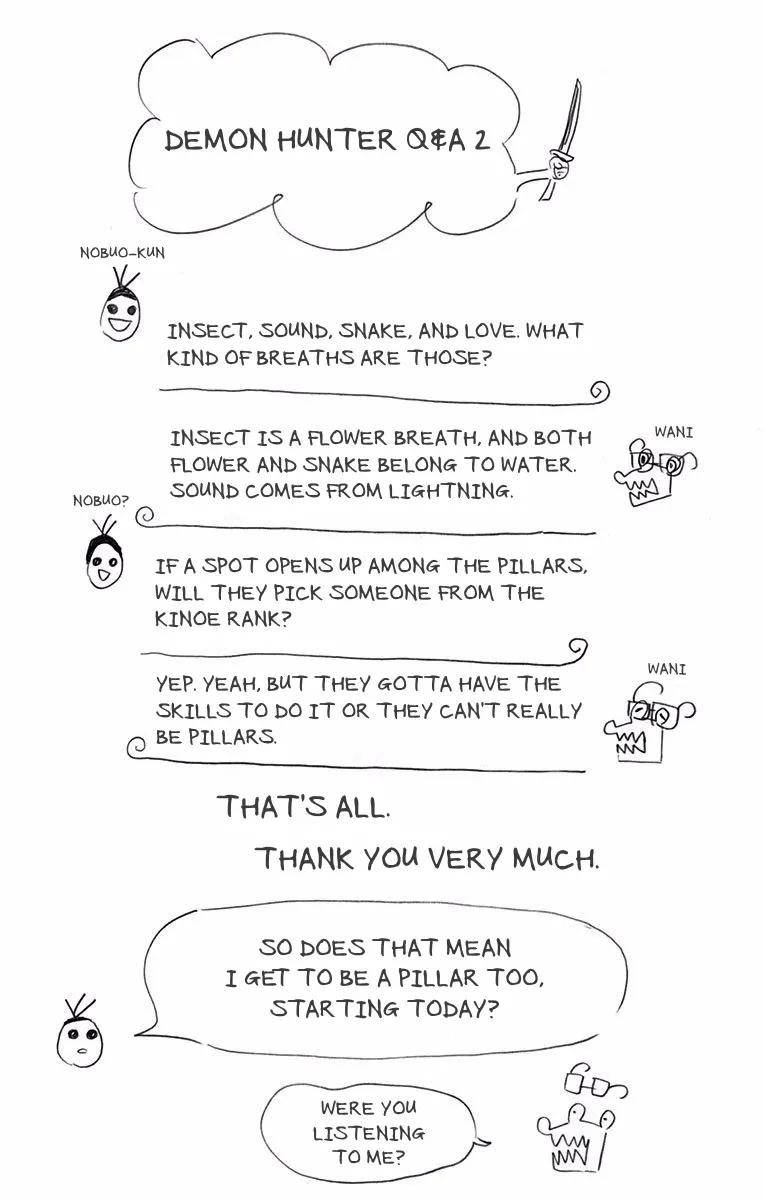 DEMON HUNTER Q&A 2
NOBUO-KUN
INSECT, SOUND, SNAKE, AND LOVE. WHAT
KIND OF BREATHS ARE THOSE?
WANI
INSECT IS A FLOWER BREATH, AND BOTH
FLOWER AND SNAKE BELONG TO WATER.
SOUND COMES FROM LIGHTNING.
NOBUO?
IF A SPOT OPENS UP AMONG THE PILLARS,
WILL THEY PICK SOMEONE FROM THE
KINOE RANK?
WANI
YEP. YEAH, BUT THEY GOTTA HAVE THE
SKILLS TO DO IT OR THEY CAN'T REALLY
BE PILLARS.
THAT'S ALL.
THANK YOU VERY MUCH.
SO DOES THAT MEAN
I GET TO BE A PILLAR TOO,
STARTING TODAY?
WERE YOU
LISTENING
TO ME?